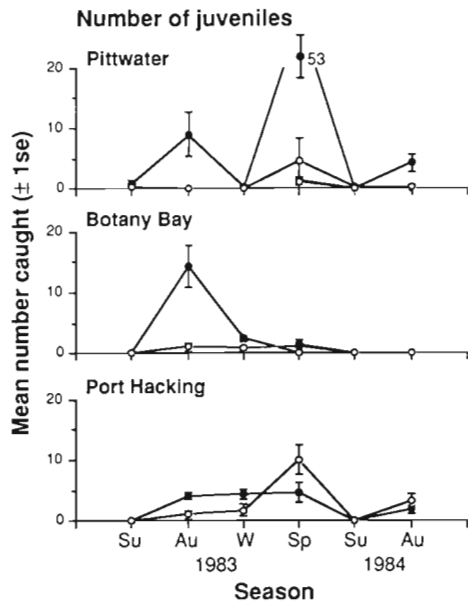 Number of juveniles
Pittwater
20
53
10
0
Botany Bay
20
10
0
Port Hacking
20
10
0
Mean number caught (± 1se)
Su Au W Sp Su Au
1983 1984
Season